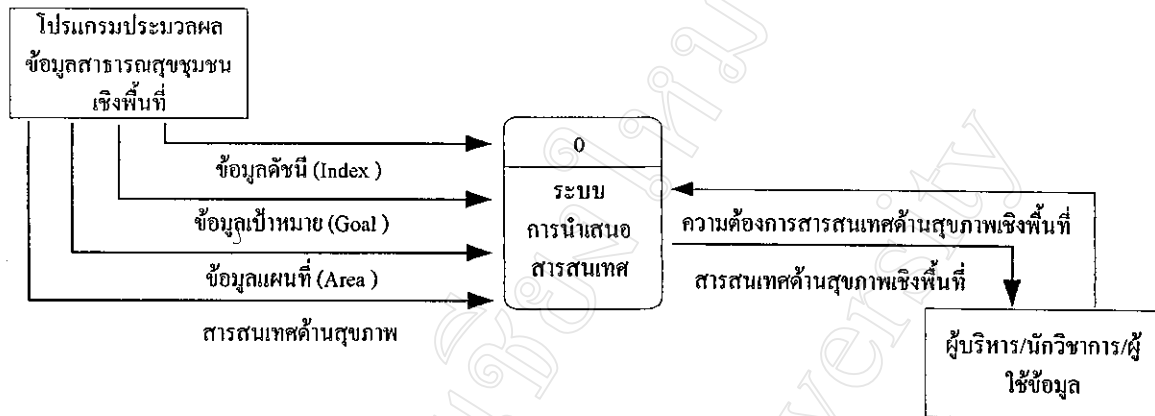 โปรแกรมประมวลผล
ข้อมูลสาธารณสุขชุมชน
เชิงพื้นที่
ข้อมูลดัชนี (Index )
ข้อมูลเป้าหมาย (Goal )
ข้อมูลแผนที่ (Area )
สารสนเทศด้านสุขภาพ
0
ระบบ
การนำเสนอ
สารสนเทศ
ความต้องการสารสนเทศด้านสุขภาพเชิงพื้นที่
สารสนเทศด้านสุขภาพเชิงพื้นที่
ผู้บริหาร/นักวิชาการ/ผู้
ใช้ข้อมูล